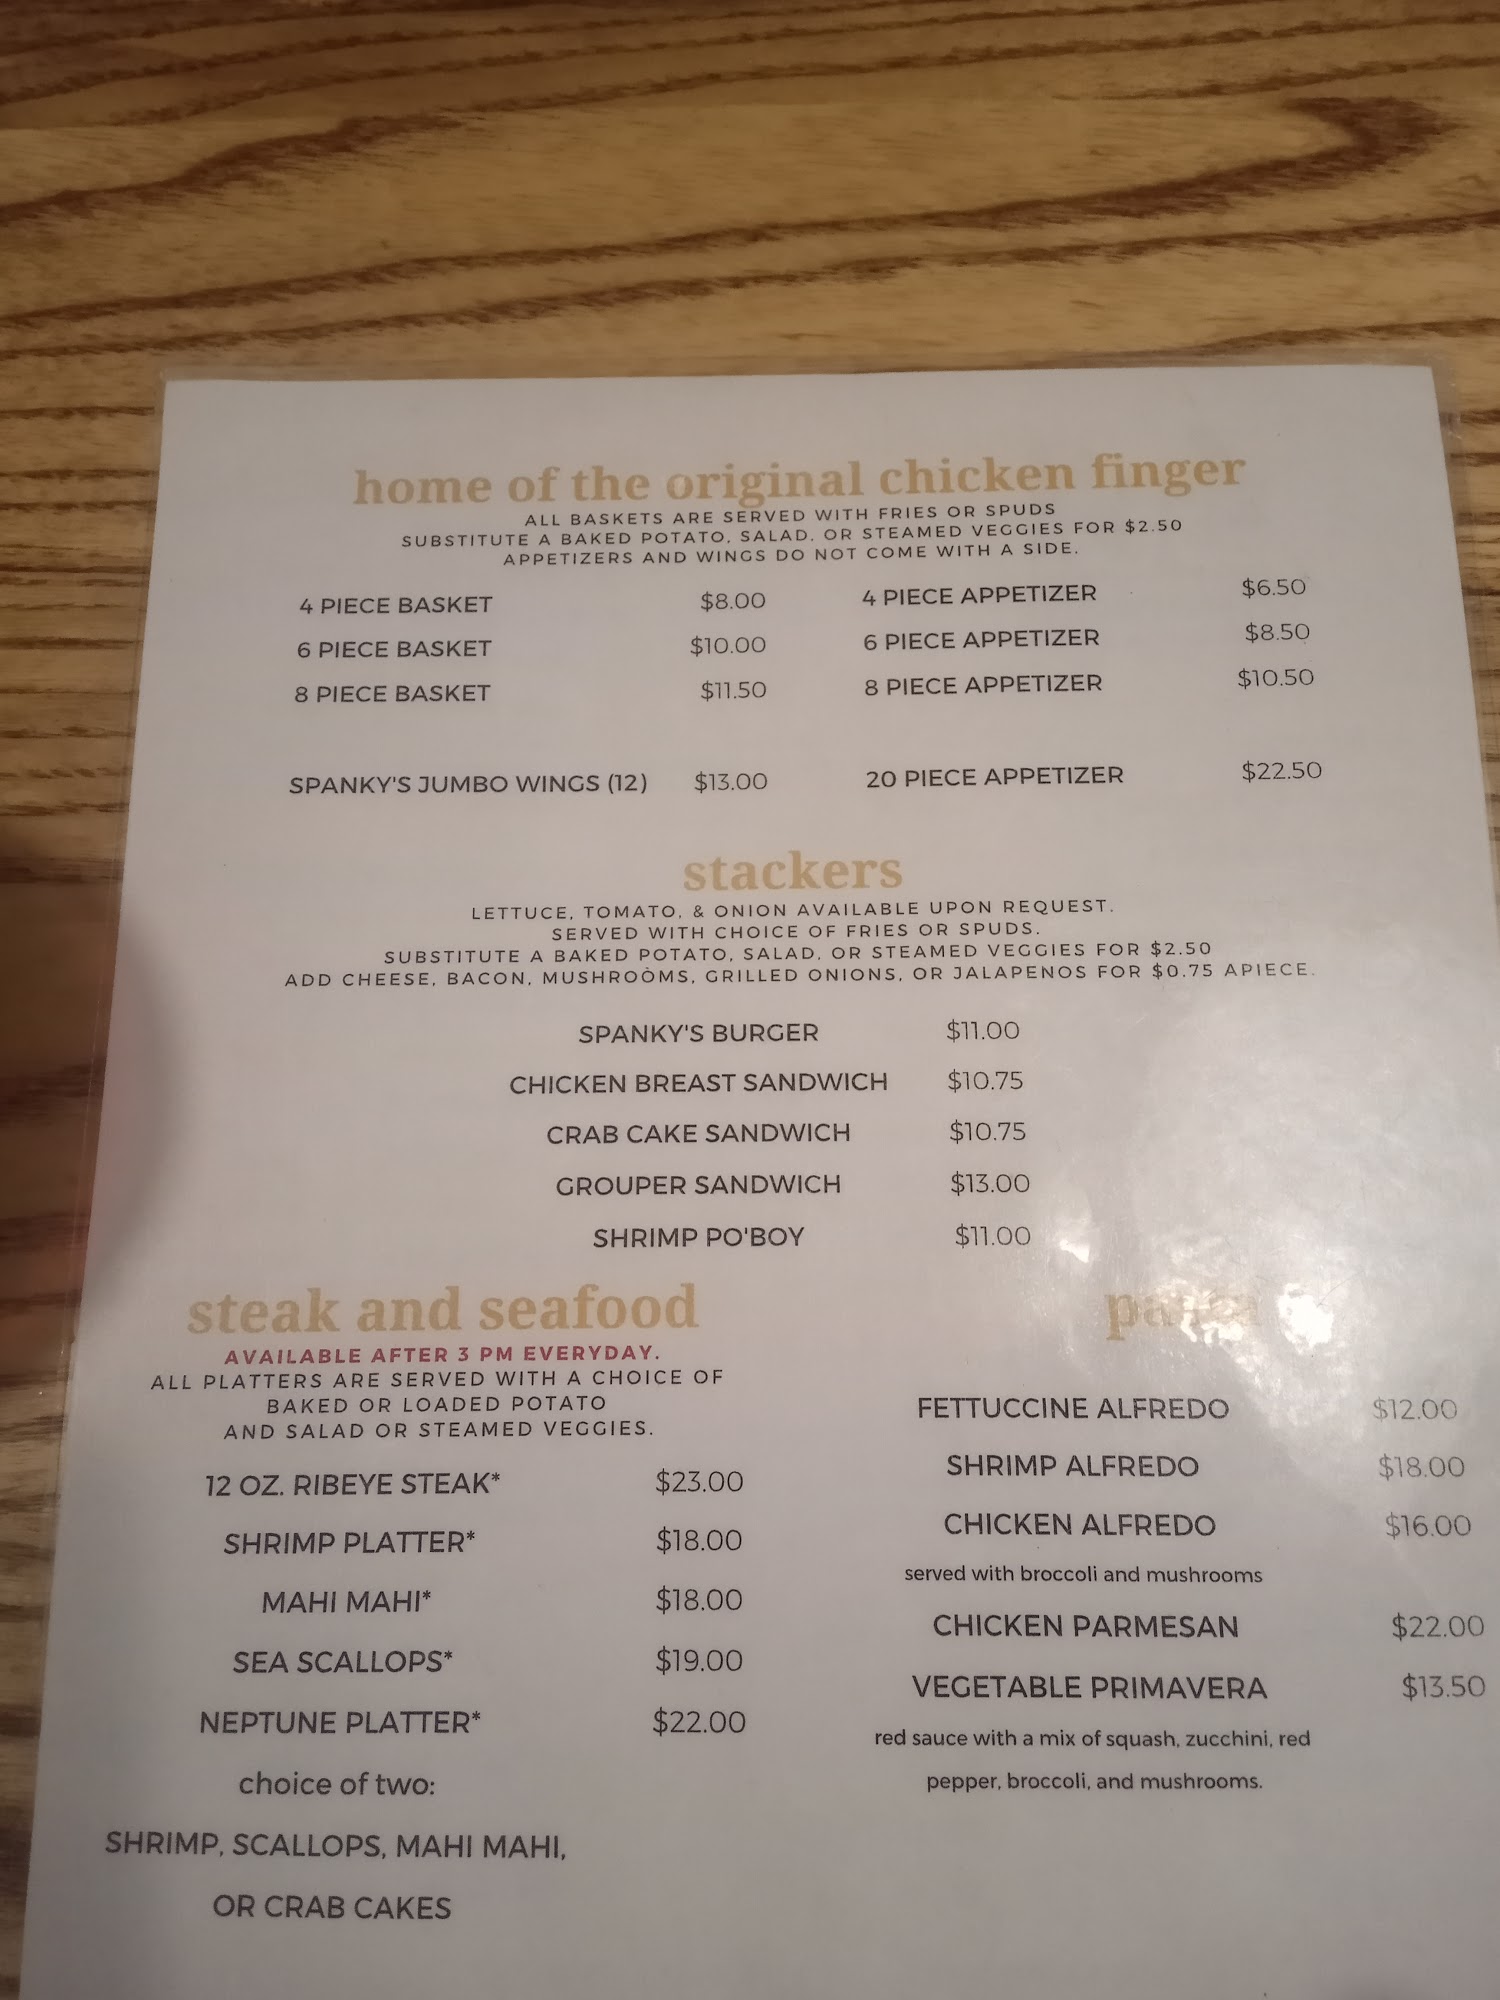 home of the original chicken finger
ALL BASKETS ARE SERVED WITH FRIES OR SPUDS
SUBSTITUTE A BAKED POTATO, SALAD, OR STEAMED VEGGIES FOR $2.50
APPETIZERS AND WINGS DO NOT COME WITH A SIDE.
4 PIECE BASKET $8.00 4 PIECE APPETIZER $6.50
6 PIECE BASKET $10.00 6 PIECE APPETIZER $8.50
8 PIECE BASKET $11.50 8 PIECE APPETIZER $10.50
SPANKY'S JUMBO WINGS (12) $13.00 20 PIECE APPETIZER $22.50
stackers
LETTUCE, TOMATO, & ONION AVAILABLE UPON REQUEST.
SERVED WITH CHOICE OF FRIES OR SPUDS.
SUBSTITUTE A BAKED POTATO, SALAD, OR STEAMED VEGGIES FOR $2.50
ADD CHEESE, BACON, MUSHROOMS, GRILLED ONIONS, OR JALAPENOS FOR $0.75 APIECE.
SPANKY'S BURGER $11.00
CHICKEN BREAST SANDWICH $10.75
CRAB CAKE SANDWICH $10.75
GROUPER SANDWICH $13.00
SHRIMP PO'BOY $11.00
steak and seafood
AVAILABLE AFTER 3 PM EVERYDAY.
ALL PLATTERS ARE SERVED WITH A CHOICE OF
BAKED OR LOADED POTATO
AND SALAD OR STEAMED VEGGIES.
12 OZ. RIBEYE STEAK* $23.00
SHRIMP PLATTER* $18.00
MAHI MAHI* $18.00
SEA SCALLOPS* $19.00
NEPTUNE PLATTER* $22.00
choice of two:
SHRIMP, SCALLOPS, MAHI MAHI,
OR CRAB CAKES
pasta
FETTUCCINE ALFREDO $12.00
SHRIMP ALFREDO $18.00
CHICKEN ALFREDO $16.00
served with broccoli and mushrooms
CHICKEN PARMESAN $22.00
VEGETABLE PRIMAVERA $13.50
red sauce with a mix of squash, zucchini, red
pepper, broccoli, and mushrooms.